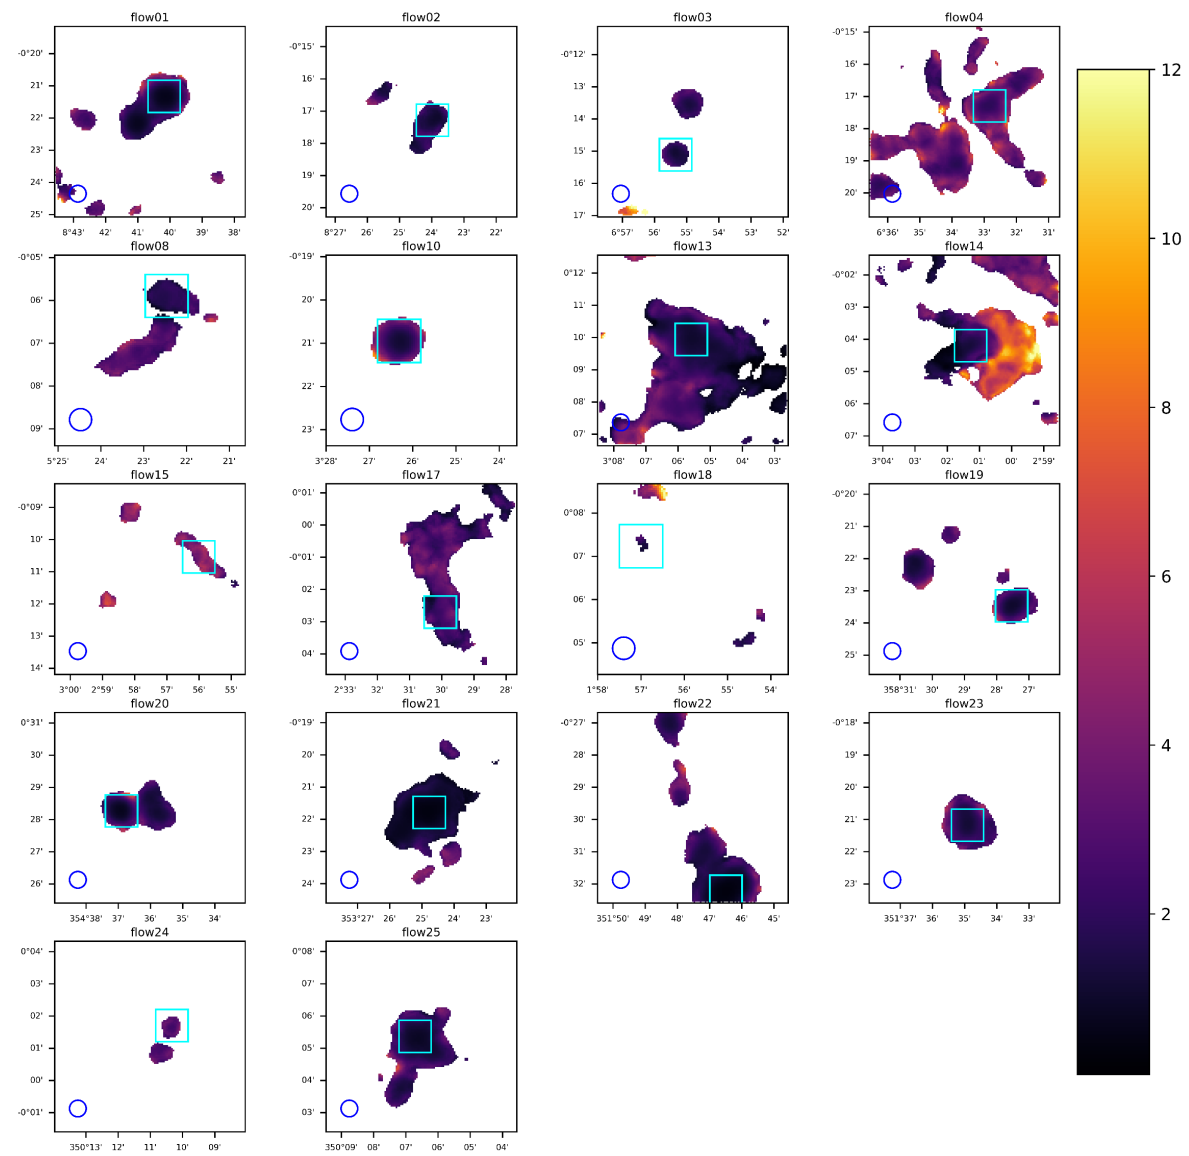 flow01 flow02 flow03 flow04
-0°20' 21' 22' 23' 24' 25'
8°43' 42' 41' 40' 39' 38'
-0°15' 16' 17' 18' 19' 20'
8°27' 26' 25' 24' 23' 22'
-0°12' 13' 14' 15' 16' 17'
6°57' 56' 55' 54' 53' 52'
-0°15' 16' 17' 18' 19' 20'
6°36' 35' 34' 33' 32' 31'
flow08 flow10 flow13 flow14
-0°05' 06' 07' 08' 09'
5°25' 24' 23' 22' 21'
-0°19' 20' 21' 22' 23'
3°28' 27' 26' 25' 24'
0°12' 11' 10' 09' 08' 07'
3°08' 07' 06' 05' 04' 03'
-0°02' 03' 04' 05' 06' 07'
3°04' 03' 02' 01' 00' 2°59'
flow15 flow17 flow18 flow19
-0°09' 10' 11' 12' 13' 14'
3°00' 2°59' 58' 57' 56' 55'
0°01' 00' -0°01' 02' 03' 04'
2°33' 32' 31' 30' 29' 28'
0°08' 07' 06' 05'
1°58' 57' 56' 55' 54'
-0°20' 21' 22' 23' 24' 25'
358°31' 30' 29' 28' 27'
flow20 flow21 flow22 flow23
0°31' 30' 29' 28' 27' 26'
354°38' 37' 36' 35' 34'
-0°19' 20' 21' 22' 23' 24'
353°27' 26' 25' 24' 23'
-0°27' 28' 29' 30' 31' 32'
351°50' 49' 48' 47' 46' 45'
-0°18' 19' 20' 21' 22' 23'
351°37' 36' 35' 34' 33'
flow24 flow25
0°04' 03' 02' 01' 00' -0°01'
350°13' 12' 11' 10' 09'
0°08' 07' 06' 05' 04' 03'
350°09' 08' 07' 06' 05' 04'
12
10
8
6
4
2